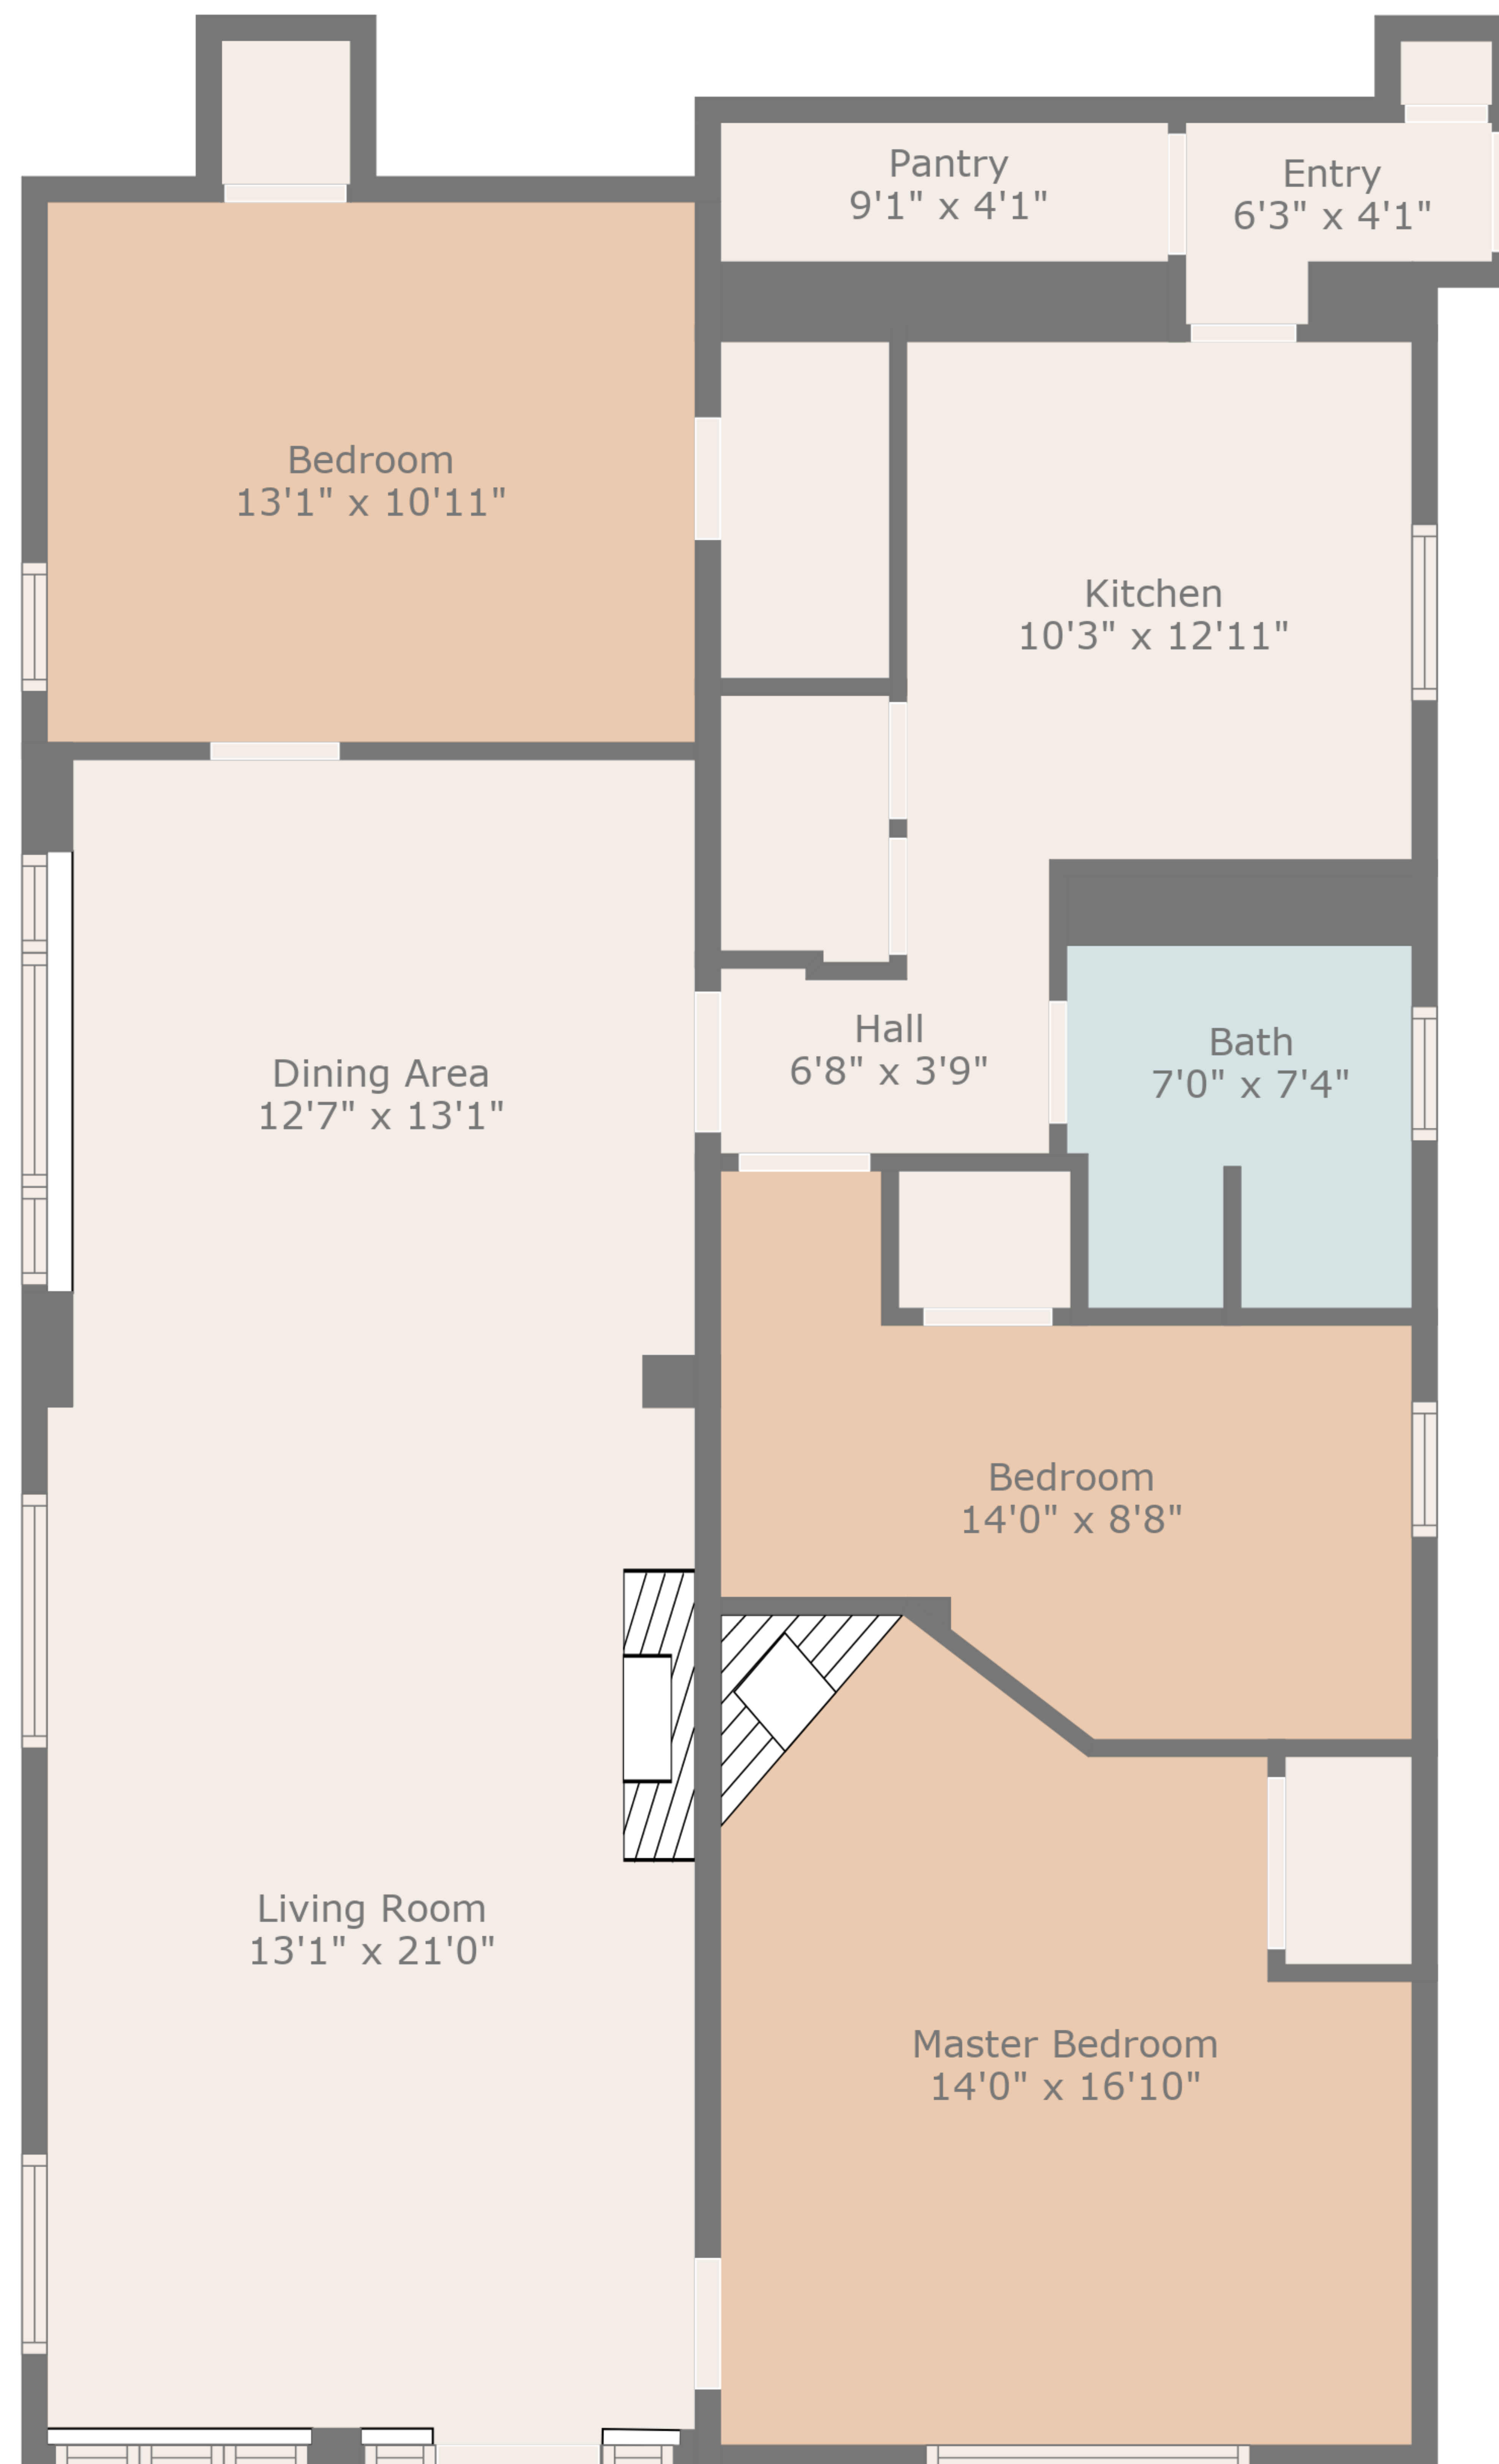 Pantry
9'1" x 4'1"
Entry
6'3" x 4'1"
Bedroom
13'1" x 10'11"
Kitchen
10'3" x 12'11"
Hall
6'8" x 3'9"
Bath
7'0" x 7'4"
Dining Area
12'7" x 13'1"
Bedroom
14'0" x 8'8"
Living Room
13'1" x 21'0"
Master Bedroom
14'0" x 16'10"